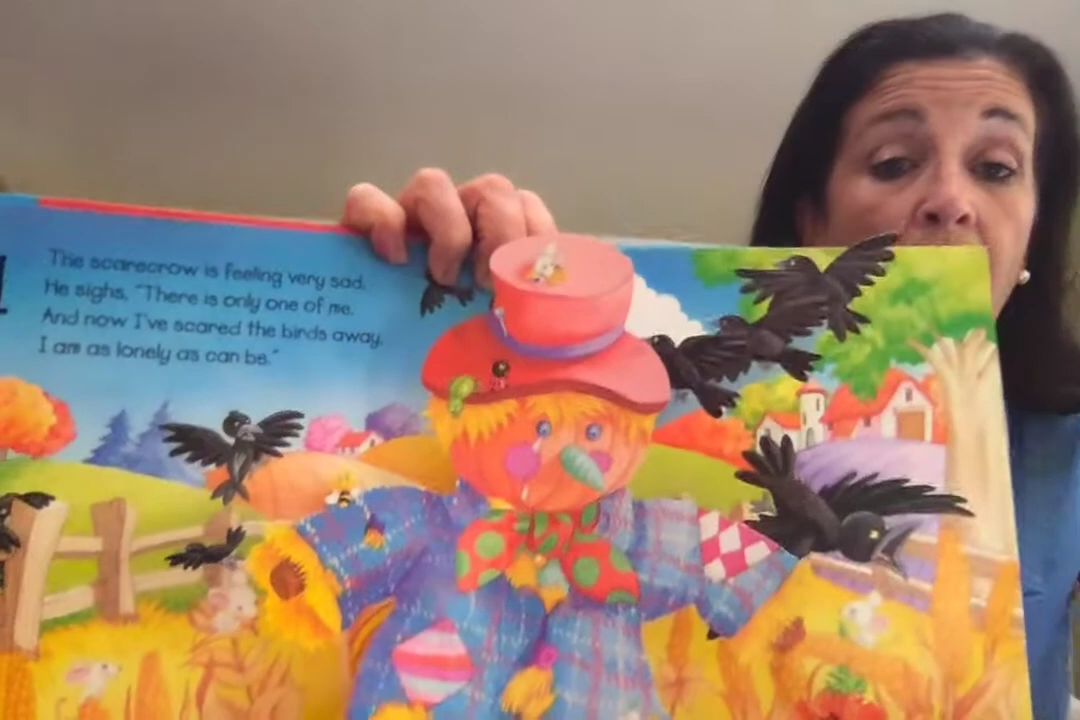 The scarecrow is feeling very sad.
He sighs, "There is only one of me.
And now I've scared the birds away,
I am as lonely as can be."